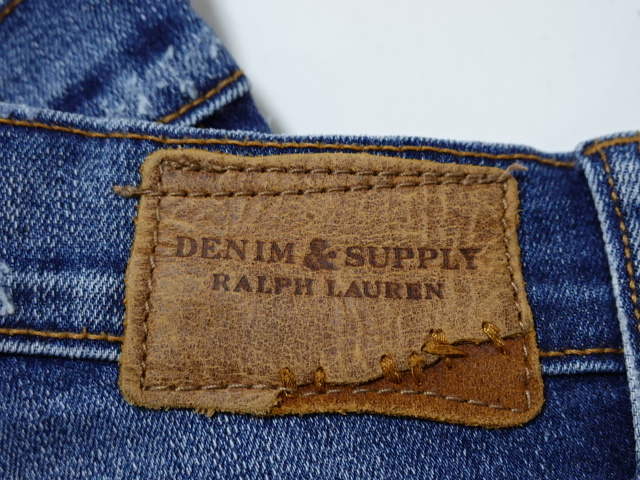 DENIM & SUPPLY
RALPH LAUREN